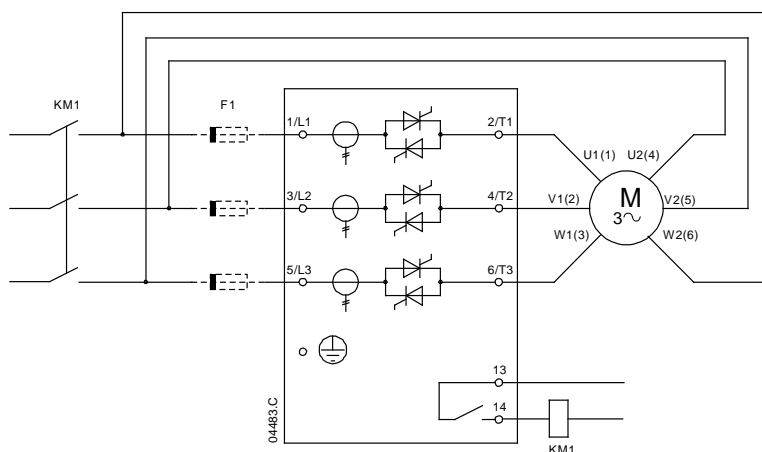 KM1
F1
1/L1
2/T1
U1(1)
U2(4)
3/L2
4/T2
V1(2)
M
3~
V2(5)
W1(3)
W2(6)
5/L3
6/T3
13
14
04483.C
KM1